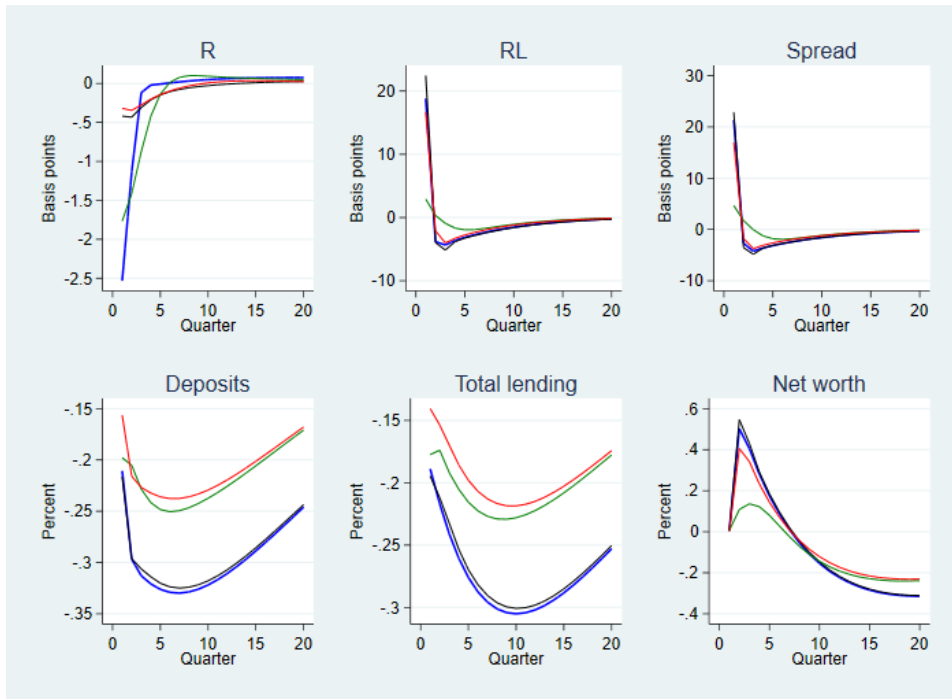 R
Basis points
0
-.5
-1
-1.5
-2
-2.5
0 5 10 15 20
Quarter
RL
Basis points
20
10
0
-10
0 5 10 15 20
Quarter
Spread
Basis points
30
20
10
0
-10
0 5 10 15 20
Quarter
Deposits
Percent
-.15
-.2
-.25
-.3
-.35
0 5 10 15 20
Quarter
Total lending
Percent
-.15
-.2
-.25
-.3
0 5 10 15 20
Quarter
Net worth
Percent
.6
.4
.2
0
-.2
-.4
0 5 10 15 20
Quarter